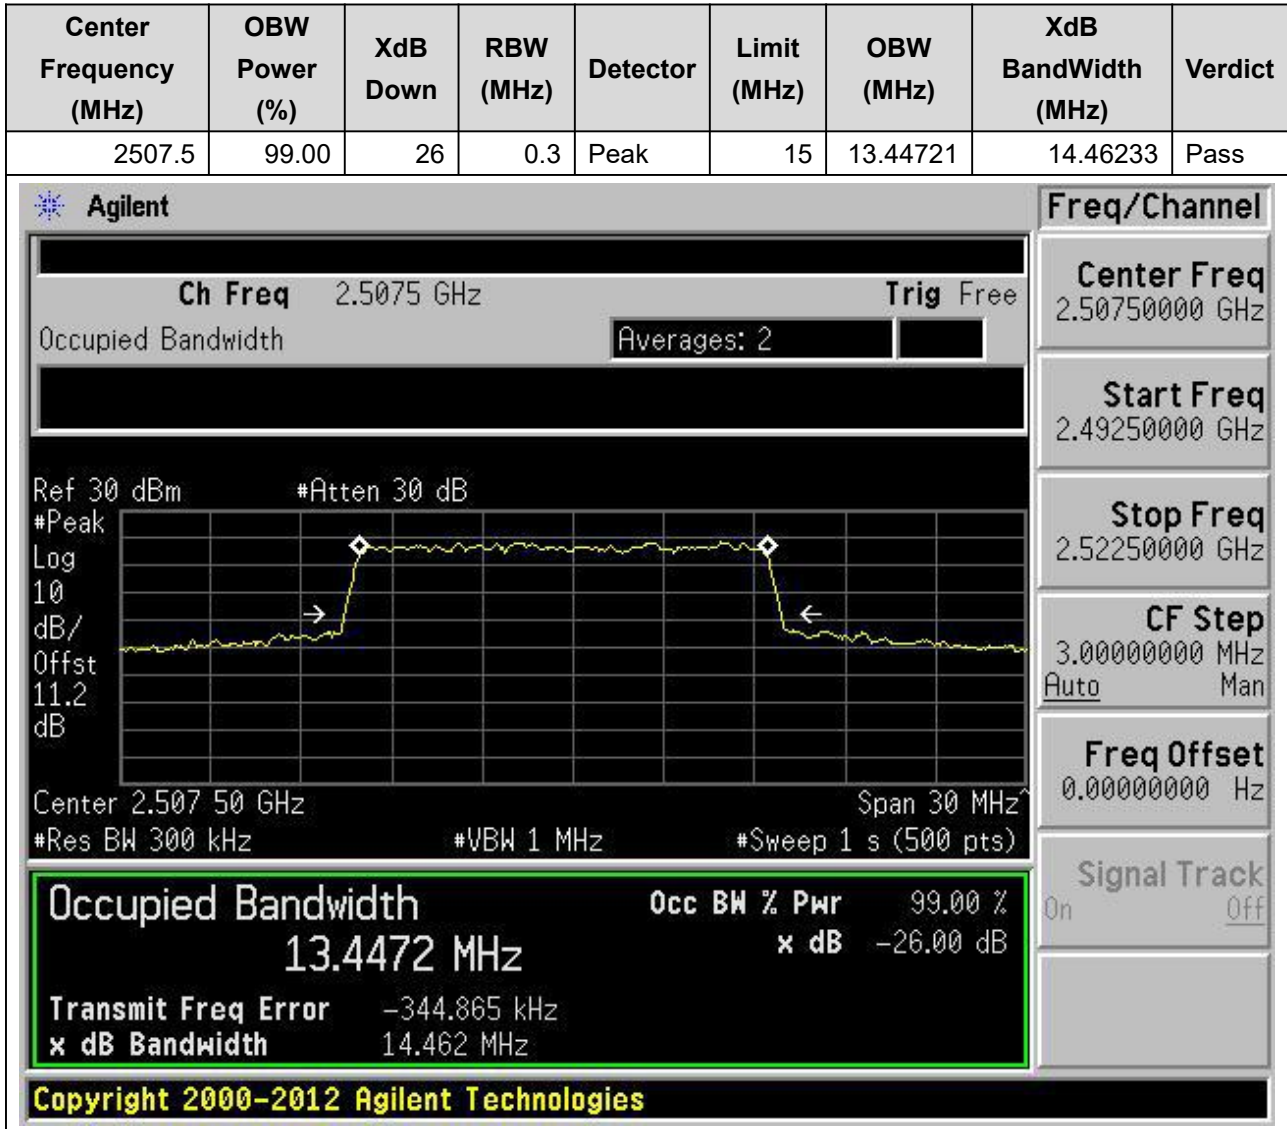 Center Frequency (MHz) OBW Power (%) XdB Down RBW (MHz) Detector Limit (MHz) OBW (MHz) XdB BandWidth (MHz) Verdict
2507.5 99.00 26 0.3 Peak 15 13.44721 14.46233 Pass
Agilent
Ch Freq 2.5075 GHz Trig Free
Occupied Bandwidth Averages: 2
Ref 30 dBm #Atten 30 dB
#Peak
Log
10
dB/
Offst
11.2
dB
Center 2.507 50 GHz Span 30 MHz^
#Res BW 300 kHz #VBW 1 MHz #Sweep 1 s (500 pts)
Occupied Bandwidth Occ BW % Pwr 99.00 %
13.4472 MHz x dB -26.00 dB
Transmit Freq Error -344.865 kHz
x dB Bandwidth 14.462 MHz
Copyright 2000-2012 Agilent Technologies
Freq/Channel
Center Freq
2.50750000 GHz
Start Freq
2.49250000 GHz
Stop Freq
2.52250000 GHz
CF Step
3.00000000 MHz
Auto Man
Freq Offset
0.00000000 Hz
Signal Track
On Off